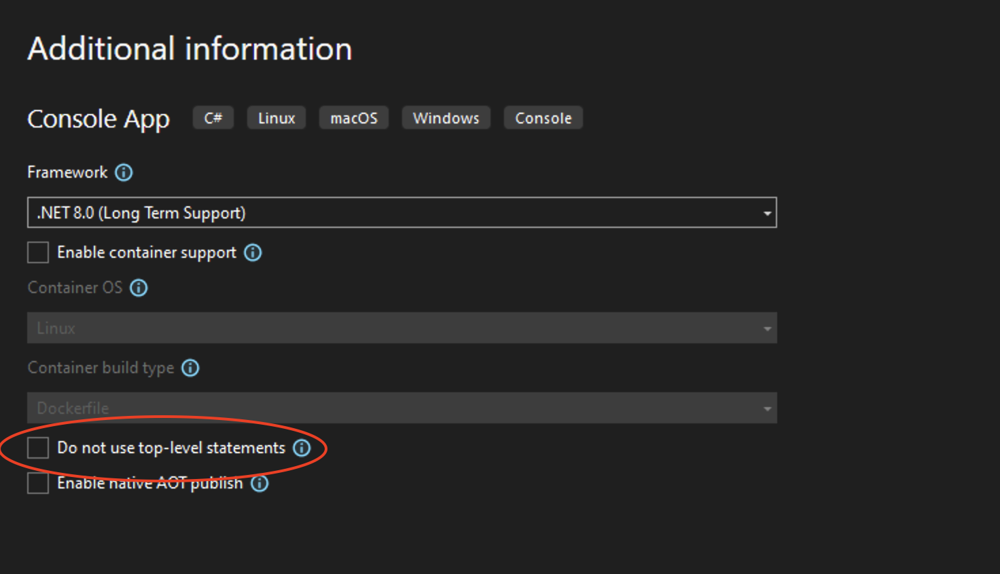 Additional information
Console App C# Linux macOS Windows Console
Framework
.NET 8.0 (Long Term Support)
Enable container support
Container OS
Linux
Container build type
Dockerfile
Do not use top-level statements
Enable native AOT publish